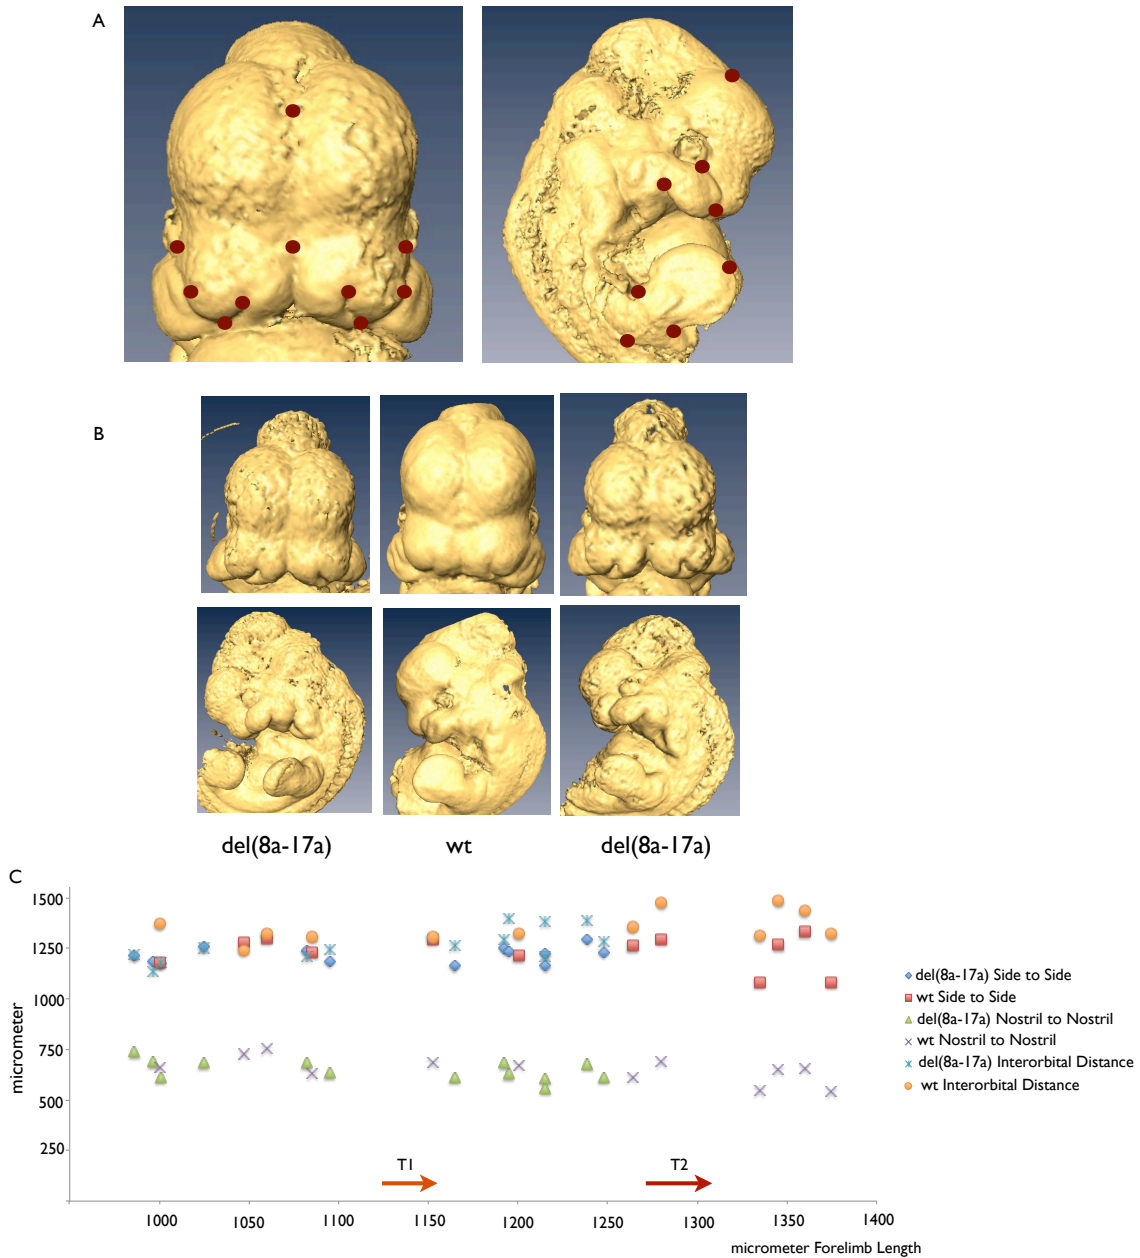 A
B
del(8a-17a) wt del(8a-17a)
C
micrometer
1500
1250
1000
750
500
250
T1 T2
1000 1050 1100 1150 1200 1250 1300 1350 1400
micrometer Forelimb Length
del(8a-17a) Side to Side
wt Side to Side
del(8a-17a) Nostril to Nostril
wt Nostril to Nostril
del(8a-17a) Interorbital Distance
wt Interorbital Distance